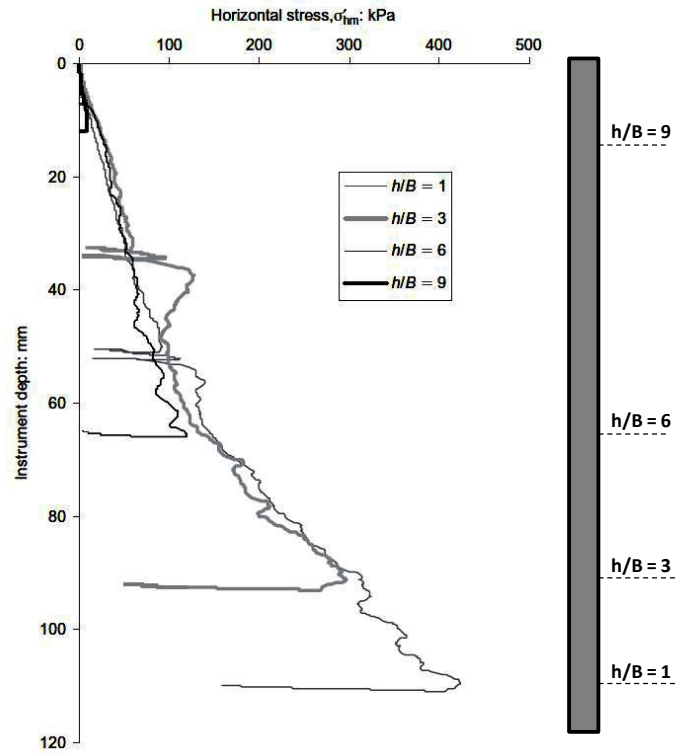 Horizontal stress,σ′hm: kPa
0 100 200 300 400 500
0
20
40
60
80
100
120
Instrument depth: mm
h/B = 1
h/B = 3
h/B = 6
h/B = 9
h/B = 9
h/B = 6
h/B = 3
h/B = 1